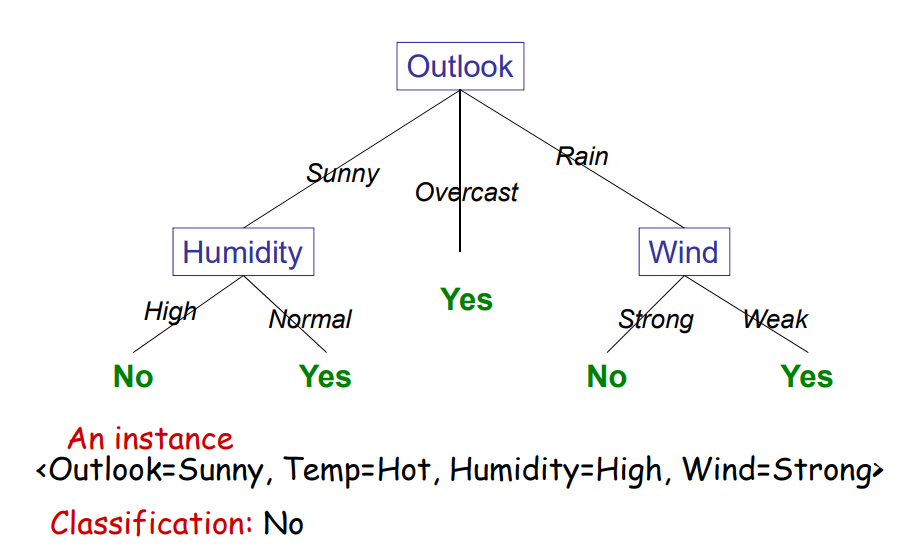 Outlook
Sunny
Overcast
Rain
Humidity
Wind
High
Normal
Yes
Strong
Weak
No
Yes
No
Yes
An instance
<Outlook=Sunny, Temp=Hot, Humidity=High, Wind=Strong>
Classification: No